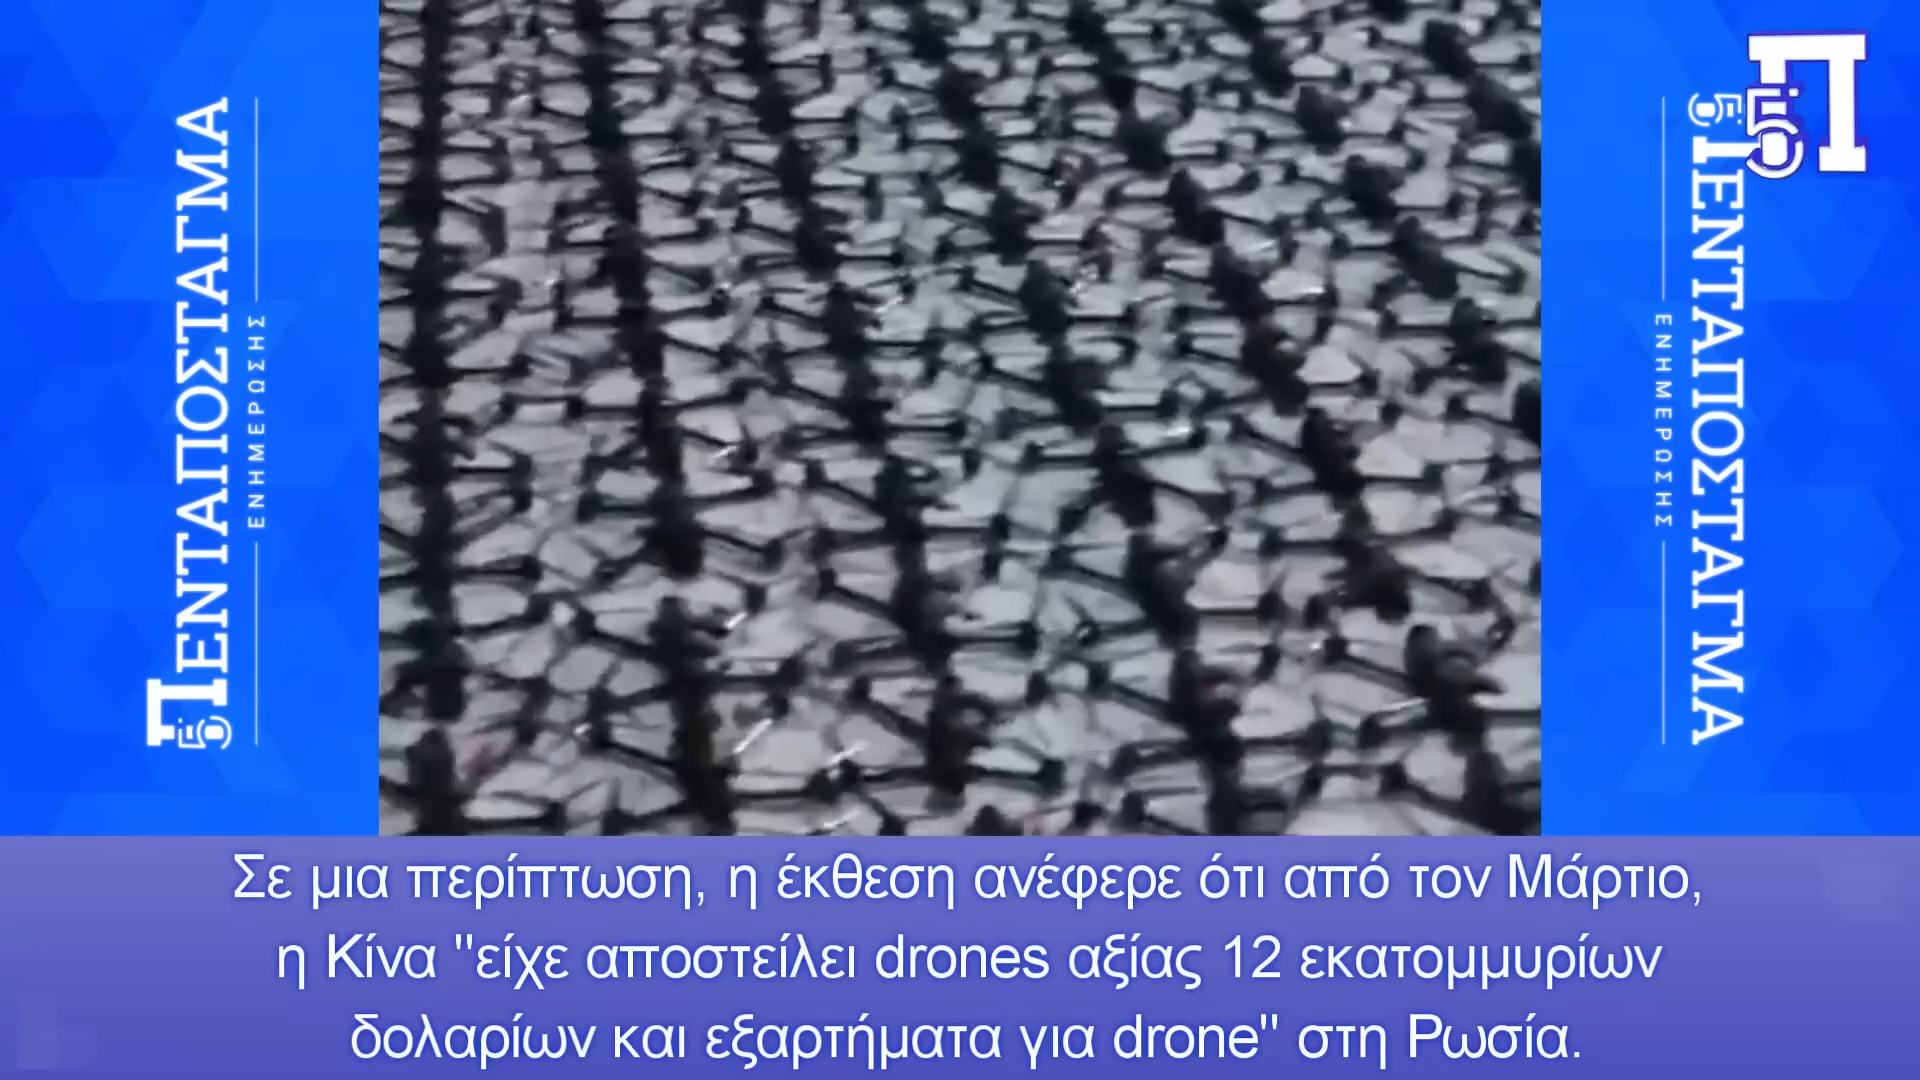 ΠΕΝΤΑΠΟΣΤΑΓΜΑ
ΕΝΗΜΕΡΩΣΗΣ
ΠΕΝΤΑΠΟΣΤΑΓΜΑ
ΕΝΗΜΕΡΩΣΗΣ
Π 5
Σε μια περίπτωση, η έκθεση ανέφερε ότι από τον Μάρτιο,
η Κίνα "είχε αποστείλει drones αξίας 12 εκατομμυρίων
δολαρίων και εξαρτήματα για drone" στη Ρωσία.